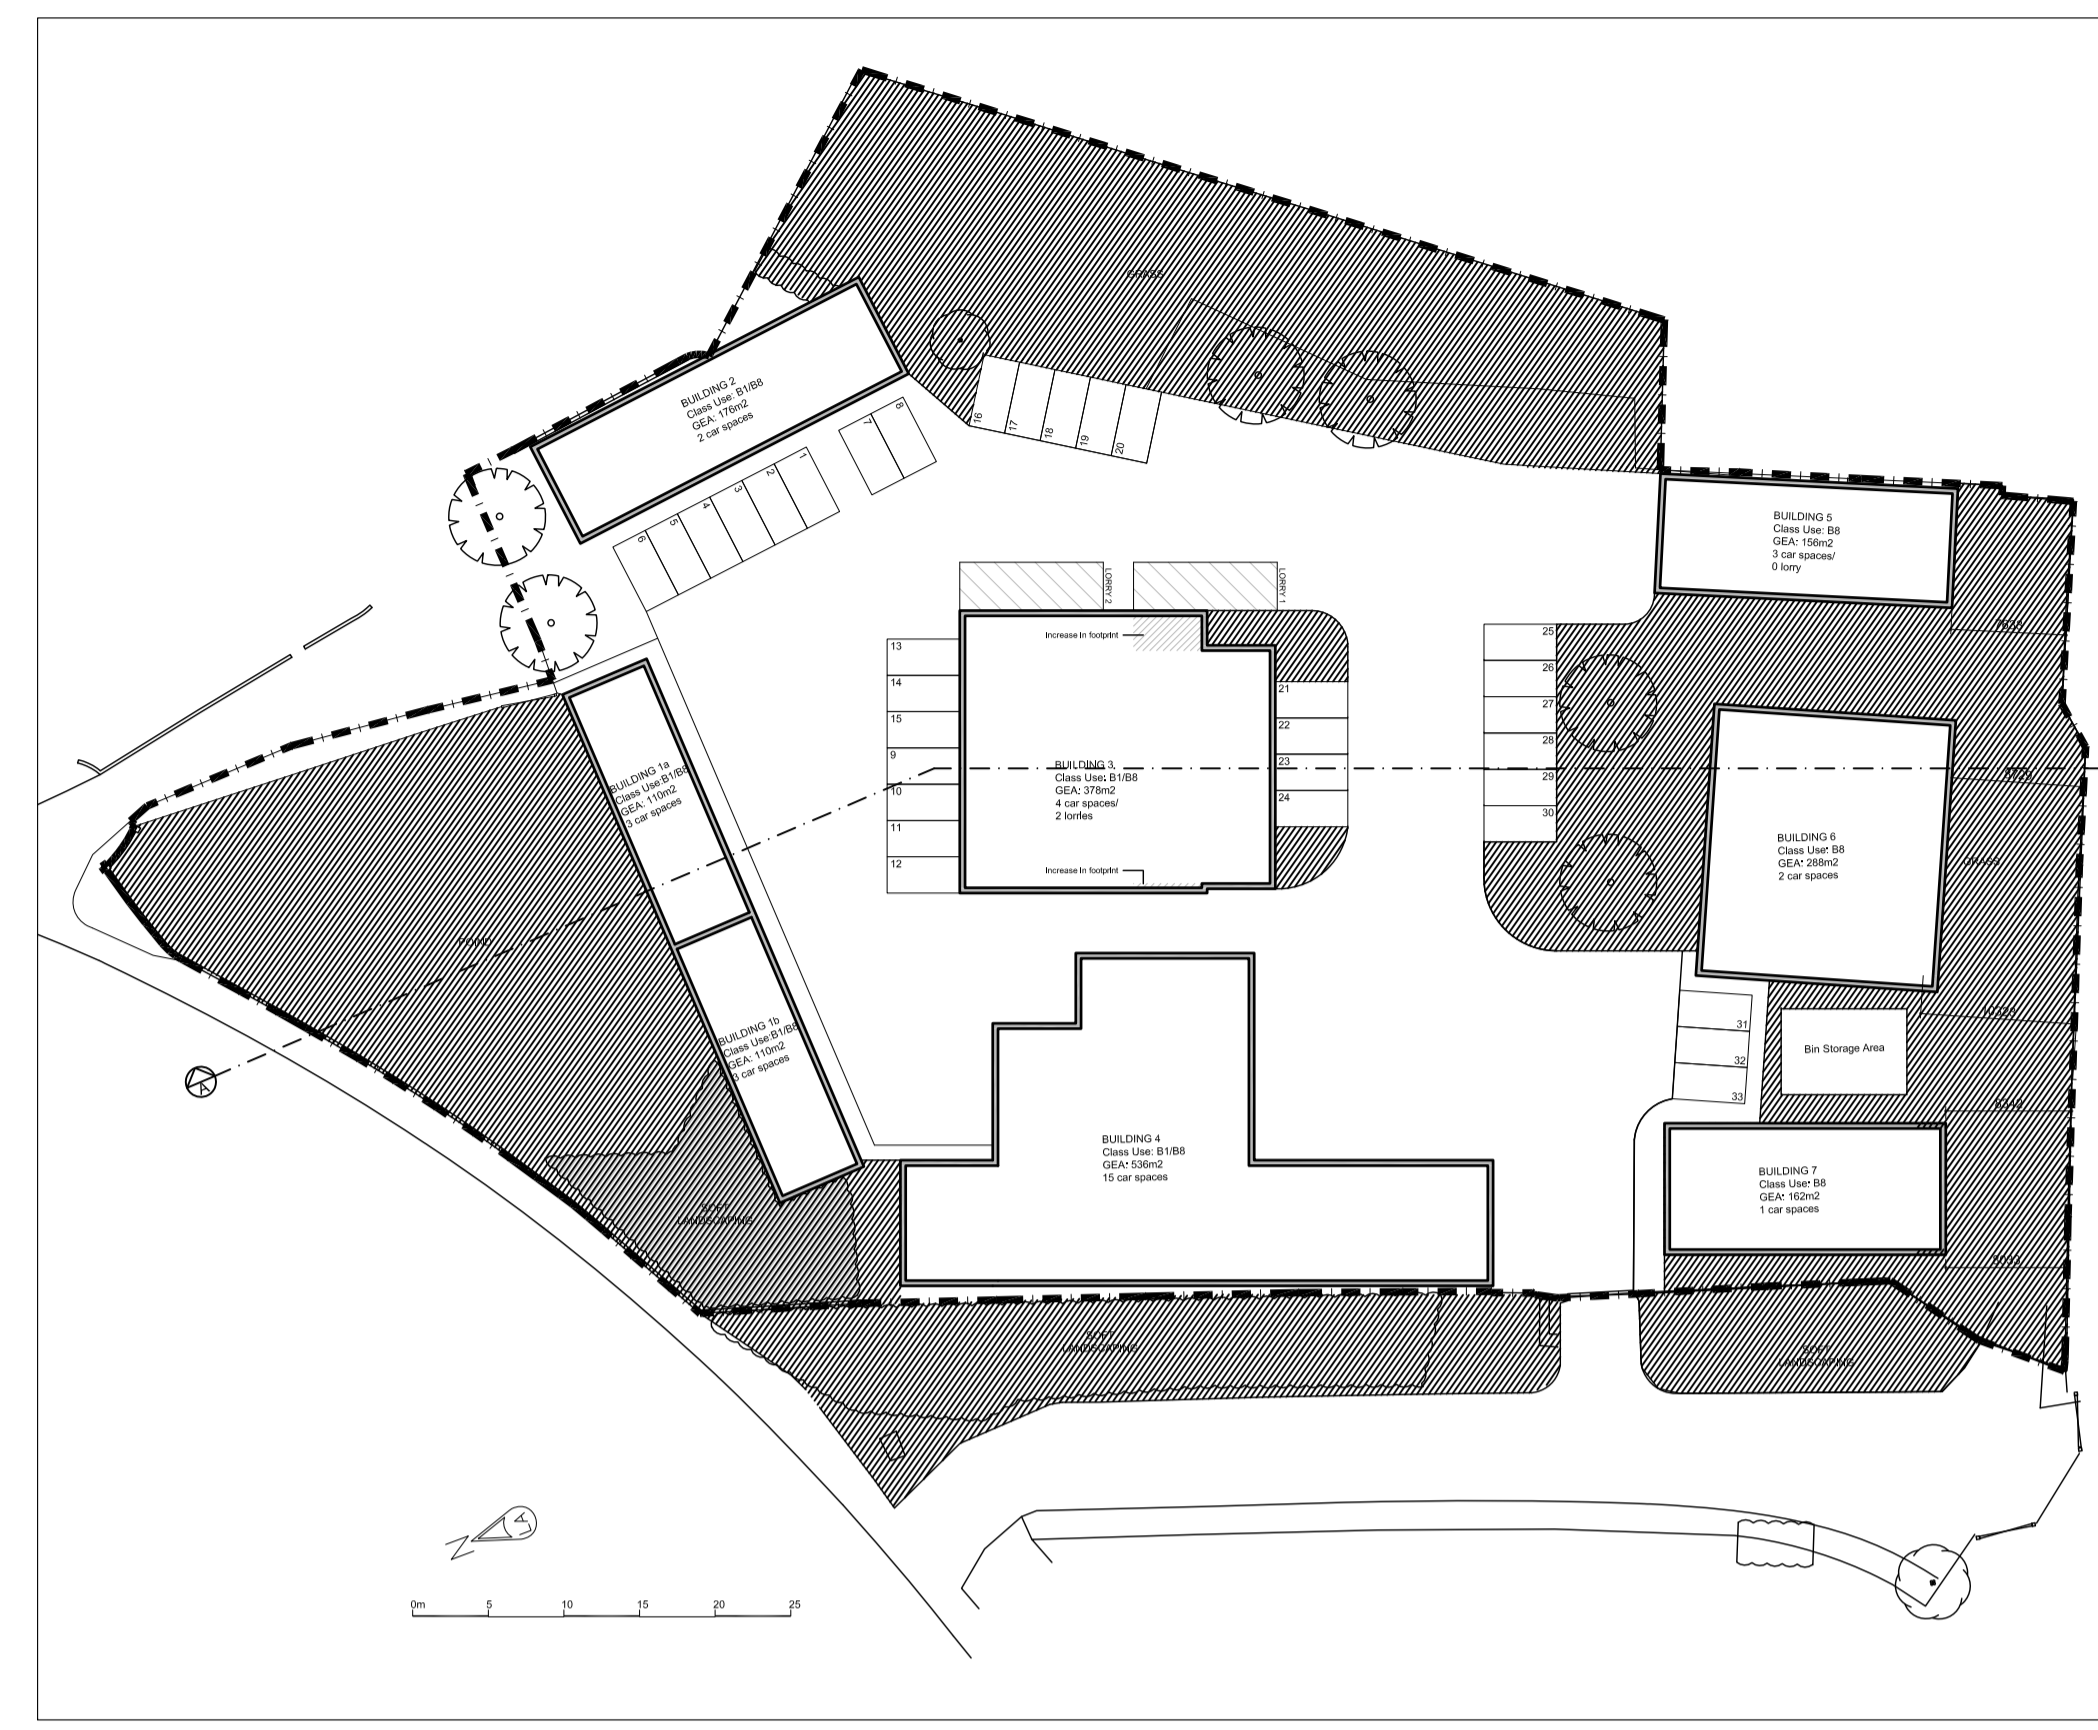 GRASS
BUILDING 2
Class Use: B1/B8
GEA: 176m2
2 car spaces
8
7
1
2
3
4
5
6
16
17
18
19
20
BUILDING 5
Class Use: B8
GEA: 156m2
3 car spaces/
0 lorry
7638
LORRY 2
LORRY 1
Increase In footprint
13
14
15
9
10
11
12
21
22
23
24
BUILDING 3
Class Use: B1/B8
GEA: 378m2
4 car spaces/
2 lorries
Increase In footprint
25
26
27
28
29
30
BUILDING 1a
Class Use:B1/B8
GEA: 110m2
3 car spaces
8729
BUILDING 6
Class Use: B8
GEA: 288m2
2 car spaces
GRASS
POND
BUILDING 1b
Class Use:B1/B8
GEA: 110m2
3 car spaces
A
10323
31
32
33
Bin Storage Area
8342
BUILDING 4
Class Use: B1/B8
GEA: 536m2
15 car spaces
BUILDING 7
Class Use: B8
GEA: 162m2
1 car spaces
SOFT
LANDSCAPING
8033
SOFT
LANDSCAPING
SOFT
LANDSCAPING
N
A
0m
5
10
15
20
25